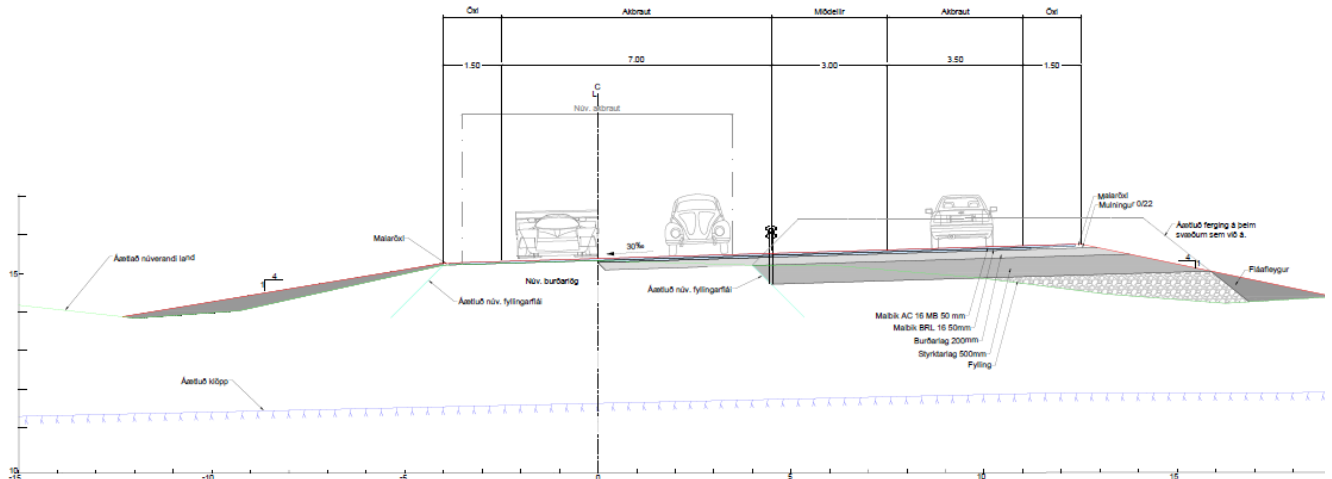 Öxl Akbraut Miðdeilir Akbraut Öxl
1.50 7.00 3.00 3.50 1.50
C
L
Núv. akbraut
Malaröxl
Mulningur 0/22
Áætluð ferging á þeim
svæðum sem við á.
Malaröxl
30‰
Áætlað núverandi land
4
1
4
1
Fláafleygur
15
Núv. burðarlög
Áætluð núv. fyllingarflái
Áætluð núv. fyllingarflái
Malbik AC 16 MB 50 mm
Malbik BRL 16 50mm
Burðarlag 200mm
Styrktarlag 500mm
Fylling
Áætluð klöpp
10
-15 -10 -5 0 5 10 15